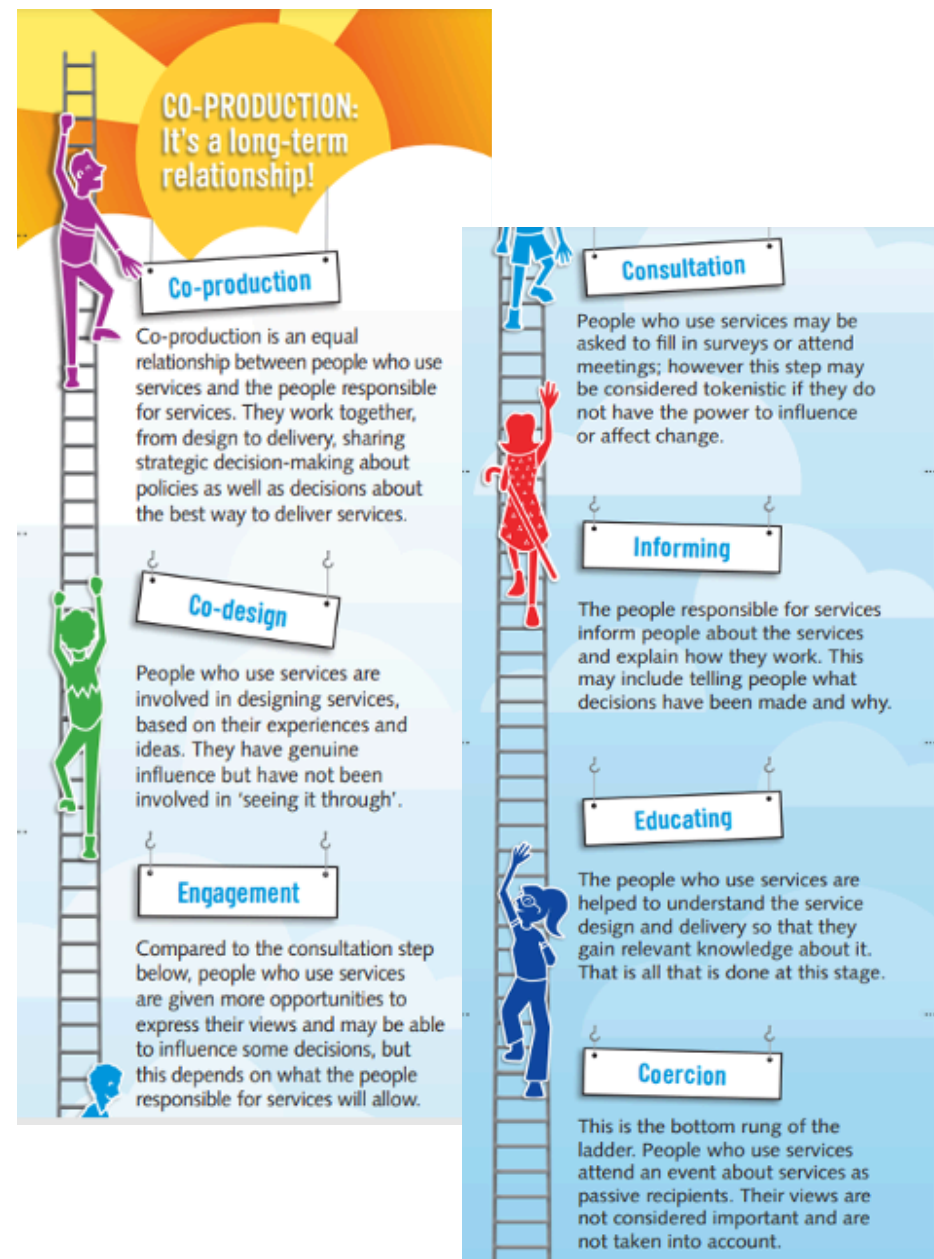 CO-PRODUCTION:
It's a long-term
relationship!
Co-production
Co-production is an equal
relationship between people who use
services and the people responsible
for services. They work together,
from design to delivery, sharing
strategic decision-making about
policies as well as decisions about
the best way to deliver services.
Co-design
People who use services are
involved in designing services,
based on their experiences and
ideas. They have genuine
influence but have not been
involved in ‘seeing it through’.
Engagement
Compared to the consultation step
below, people who use services
are given more opportunities to
express their views and may be able
to influence some decisions, but
this depends on what the people
responsible for services will allow.
Consultation
People who use services may be
asked to fill in surveys or attend
meetings; however this step may
be considered tokenistic if they do
not have the power to influence
or affect change.
Informing
The people responsible for services
inform people about the services
and explain how they work. This
may include telling people what
decisions have been made and why.
Educating
The people who use services are
helped to understand the service
design and delivery so that they
gain relevant knowledge about it.
That is all that is done at this stage.
Coercion
This is the bottom rung of the
ladder. People who use services
attend an event about services as
passive recipients. Their views are
not considered important and are
not taken into account.